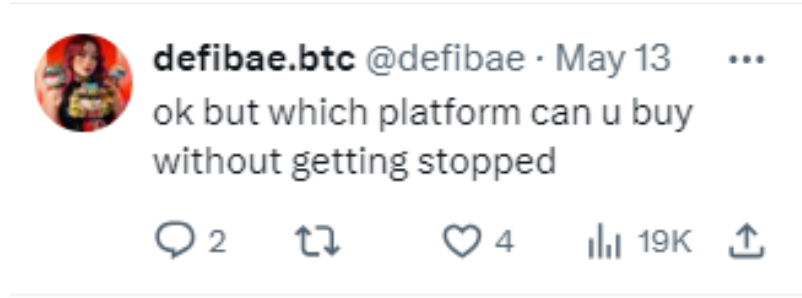 defibae.btc @defibae · May 13 ...
ok but which platform can u buy
without getting stopped
2 4 19K